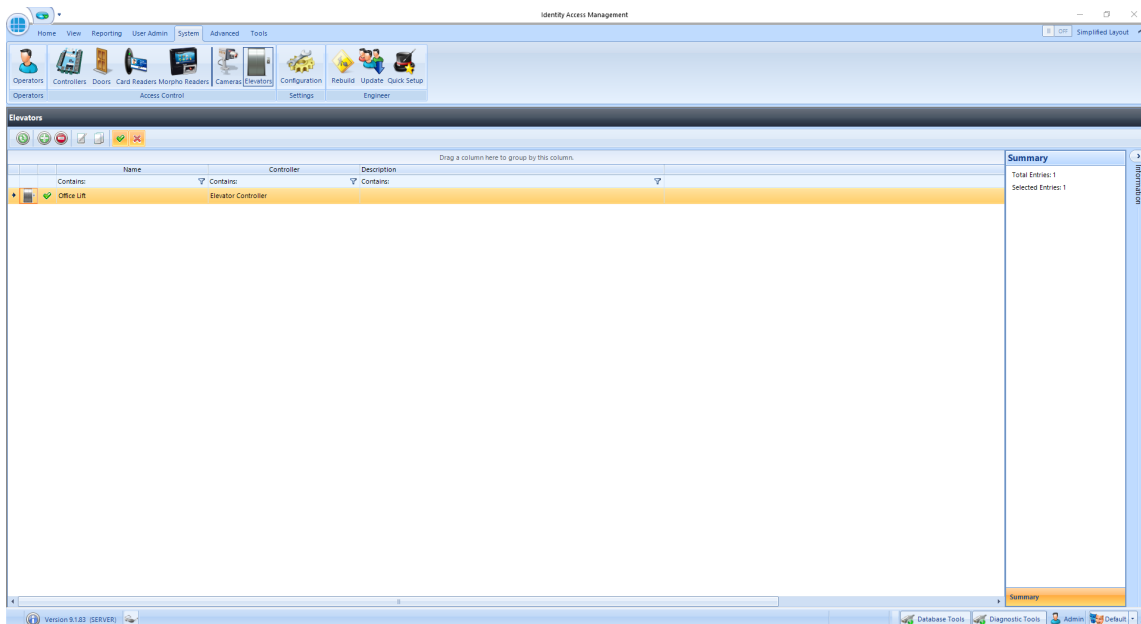 Identity Access Management
Home View Reporting User Admin System Advanced Tools
OFF Simplified Layout
Operators Controllers Doors Card Readers Morpho Readers Cameras Elevators Configuration Rebuild Update Quick Setup
Operators Access Control Settings Engineer
Elevators
Drag a column here to group by this column.
Name Controller Description
Contains: Contains: Contains:
Office Lift Elevator Controller
Summary
Total Entries: 1
Selected Entries: 1
Information
Summary
Version 9.1.83 (SERVER) Database Tools Diagnostic Tools Admin Default